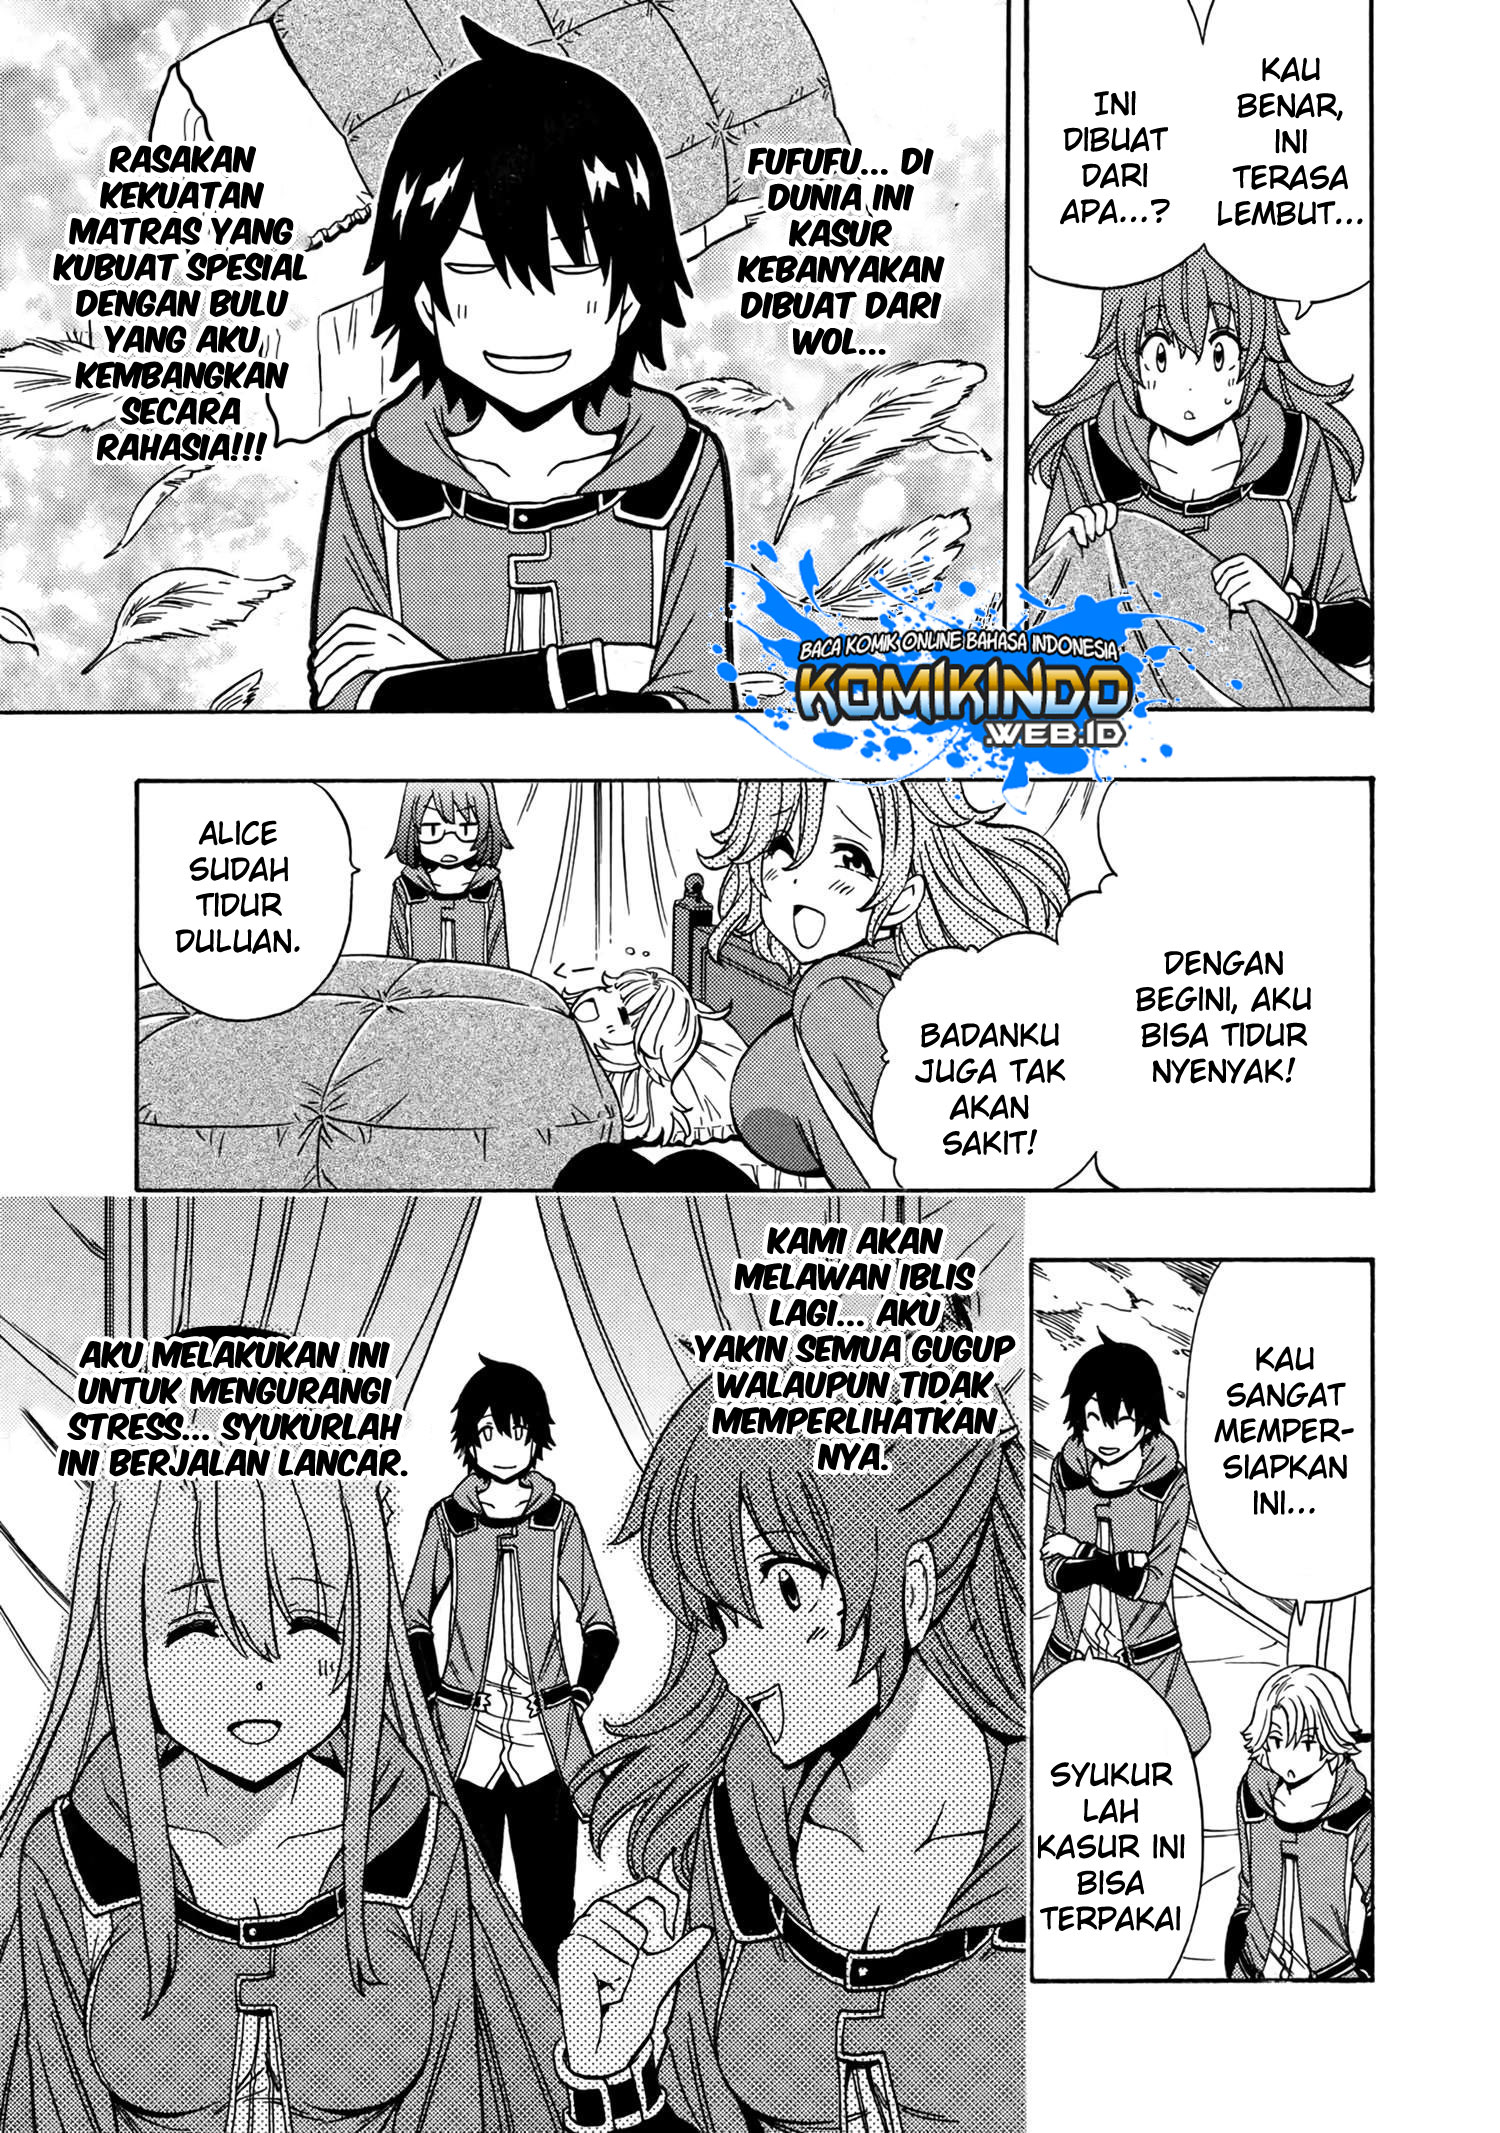 KAU
BENAR,
INI
TERASA
LEMBUT...
INI
DIBUAT
DARI
APA...?
FUFUFU... DI
DUNIA INI
KASUR
KEBANYAKAN
DIBUAT DARI
WOL...
RASAKAN
KEKUATAN
MATRAS YANG
KUBUAT SPESIAL
DENGAN BULU
YANG AKU
KEMBANGKAN
SECARA
RAHASIA!!!
BACA KOMIK ONLINE BAHASA INDONESIA
KOMIKINDO
.WEB.ID
DENGAN
BEGINI, AKU
BISA TIDUR
NYENYAK!
BADANKU
JUGA TAK
AKAN
SAKIT!
ALICE
SUDAH
TIDUR
DULUAN.
KAU
SANGAT
MEMPER-
SIAPKAN
INI...
SYUKUR
LAH
KASUR INI
BISA
TERPAKAI
KAMI AKAN
MELAWAN IBLIS
LAGI... AKU
YAKIN SEMUA GUGUP
WALAUPUN TIDAK
MEMPERLIHATKAN
NYA.
AKU MELAKUKAN INI
UNTUK MENGURANGI
STRESS... SYUKURLAH
INI BERJALAN LANCAR.